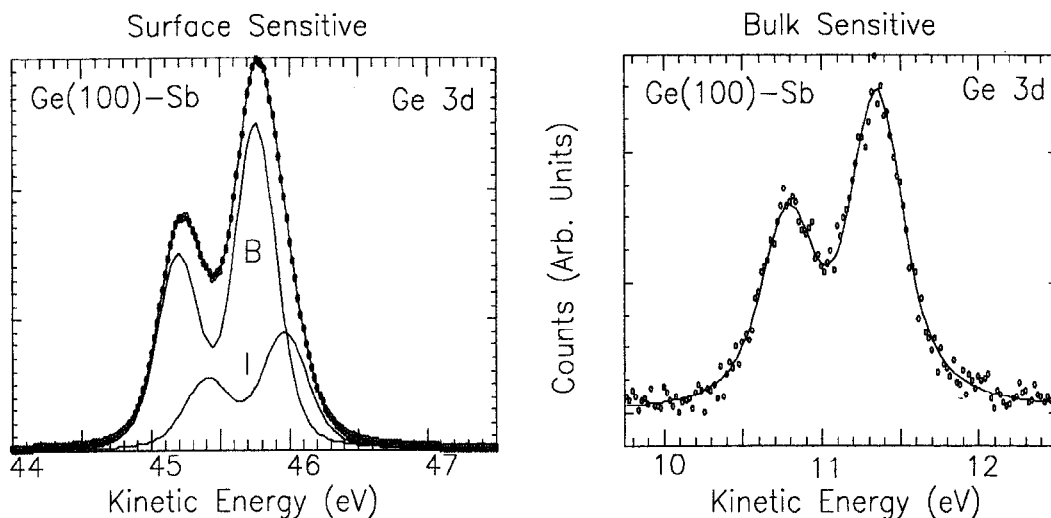 Surface Sensitive
Ge(100)-Sb
Ge 3d
B
I
44
45
46
47
Kinetic Energy (eV)
Bulk Sensitive
Ge(100)-Sb
Ge 3d
Counts (Arb. Units)
10
11
12
Kinetic Energy (eV)